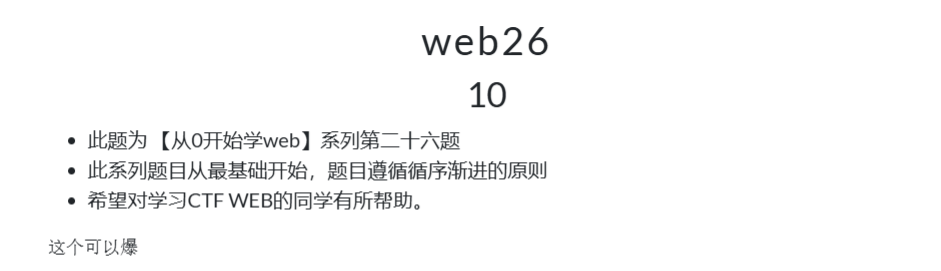 web26
10
此题为 【从0开始学web】系列第二十六题
此系列题目从最基础开始，题目遵循循序渐进的原则
希望对学习CTF WEB的同学有所帮助。
这个可以爆